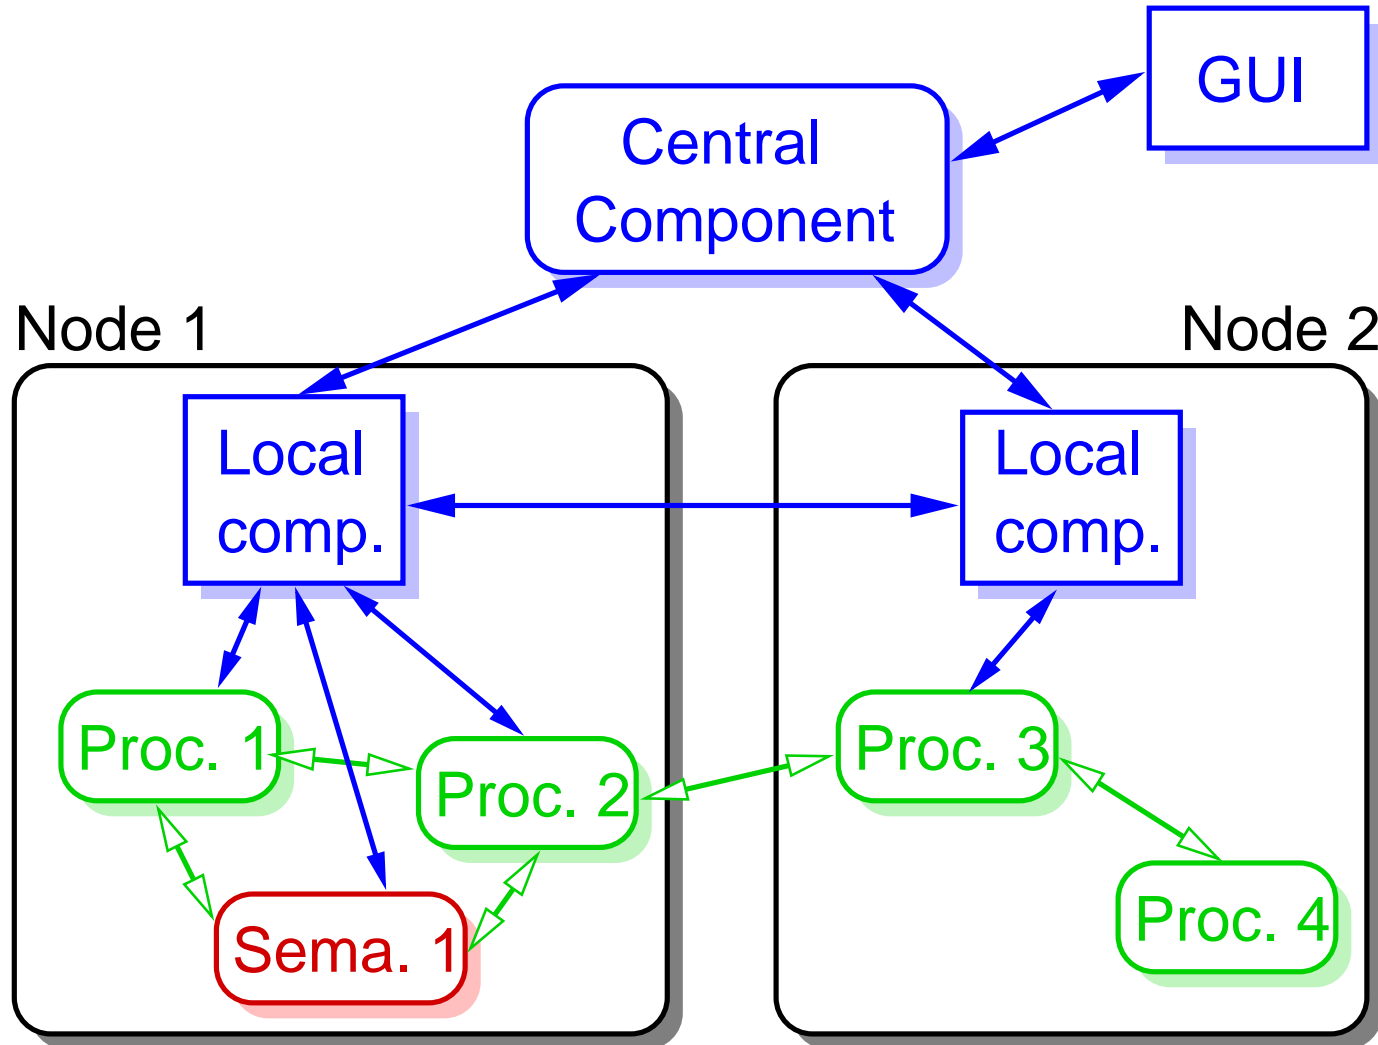 GUI
Central
Component
Node 1
Node 2
Local
comp.
Local
comp.
Proc. 1
Proc. 2
Proc. 3
Sema. 1
Proc. 4